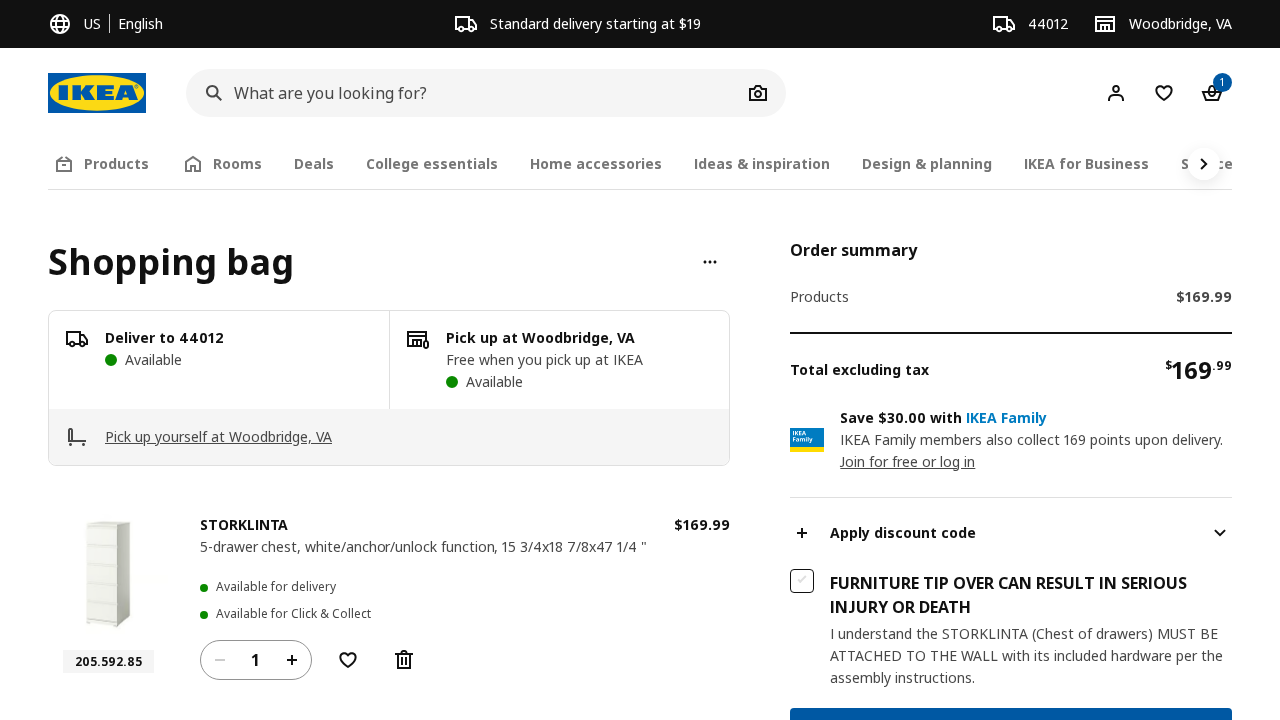 US | English
Standard delivery starting at $19
44012
Woodbridge, VA
IKEA
What are you looking for?
1
Products
Rooms
Deals
College essentials
Home accessories
Ideas & inspiration
Design & planning
IKEA for Business
Shopping bag
Deliver to 44012
Available
Pick up at Woodbridge, VA
Free when you pick up at IKEA
Available
Pick up yourself at Woodbridge, VA
STORKLINTA
$169.99
5-drawer chest, white/anchor/unlock function, 15 3/4x18 7/8x47 1/4 "
Available for delivery
Available for Click & Collect
205.592.85
1
Order summary
Products
$169.99
Total excluding tax
$169.99
IKEA
Family
Save $30.00 with IKEA Family
IKEA Family members also collect 169 points upon delivery.
Join for free or log in
Apply discount code
FURNITURE TIP OVER CAN RESULT IN SERIOUS
INJURY OR DEATH
I understand the STORKLINTA (Chest of drawers) MUST BE
ATTACHED TO THE WALL with its included hardware per the
assembly instructions.